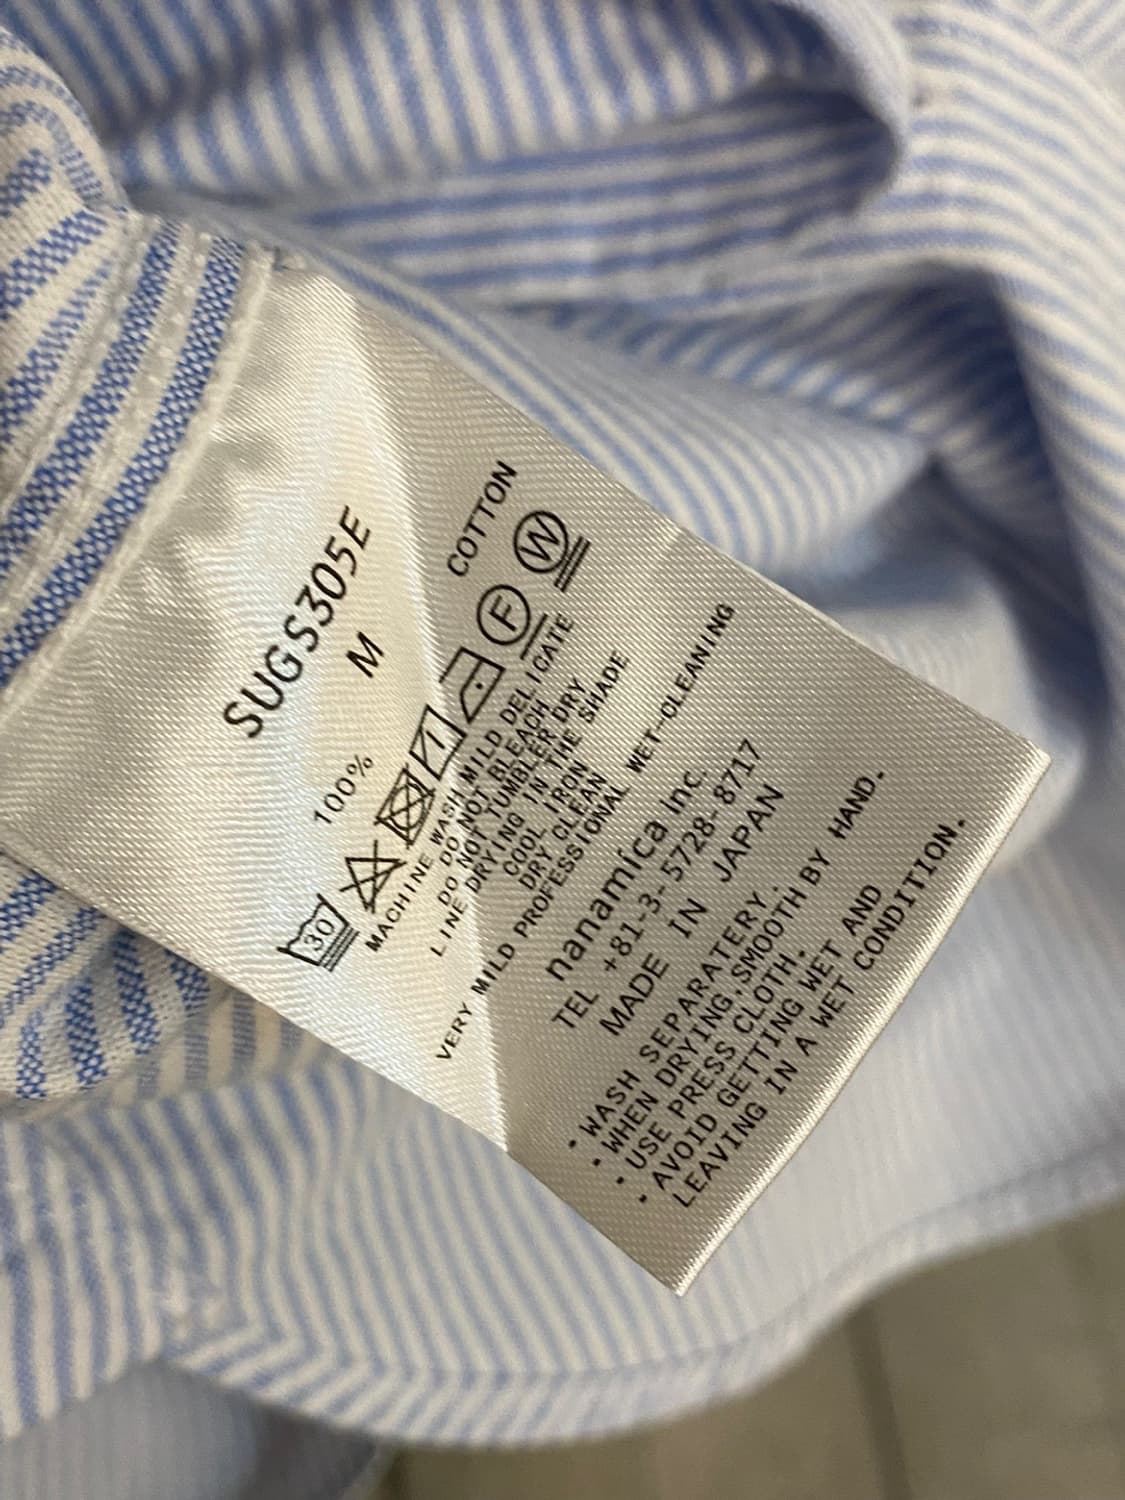 SUGS305E
M
100% COTTON
30 F W
MACHINE WASH MILD DELICATE
DO DO NOT BLEACH
DO NOT TUMBLER DRY
LINE DRYING IN THE SHADE
COOL IRON
DRY CLEAN
VERY MILD PROFESSIONAL WET-CLEANING
nanamica inc.
TEL +81-3-5728-8717
MADE IN JAPAN
・WASH SEPARATERY.
・WHEN DRYING,SMOOTH BY HAND.
・USE PRESS CLOTH.
・AVOID GETTING WET AND
LEAVING IN A WET CONDITION.